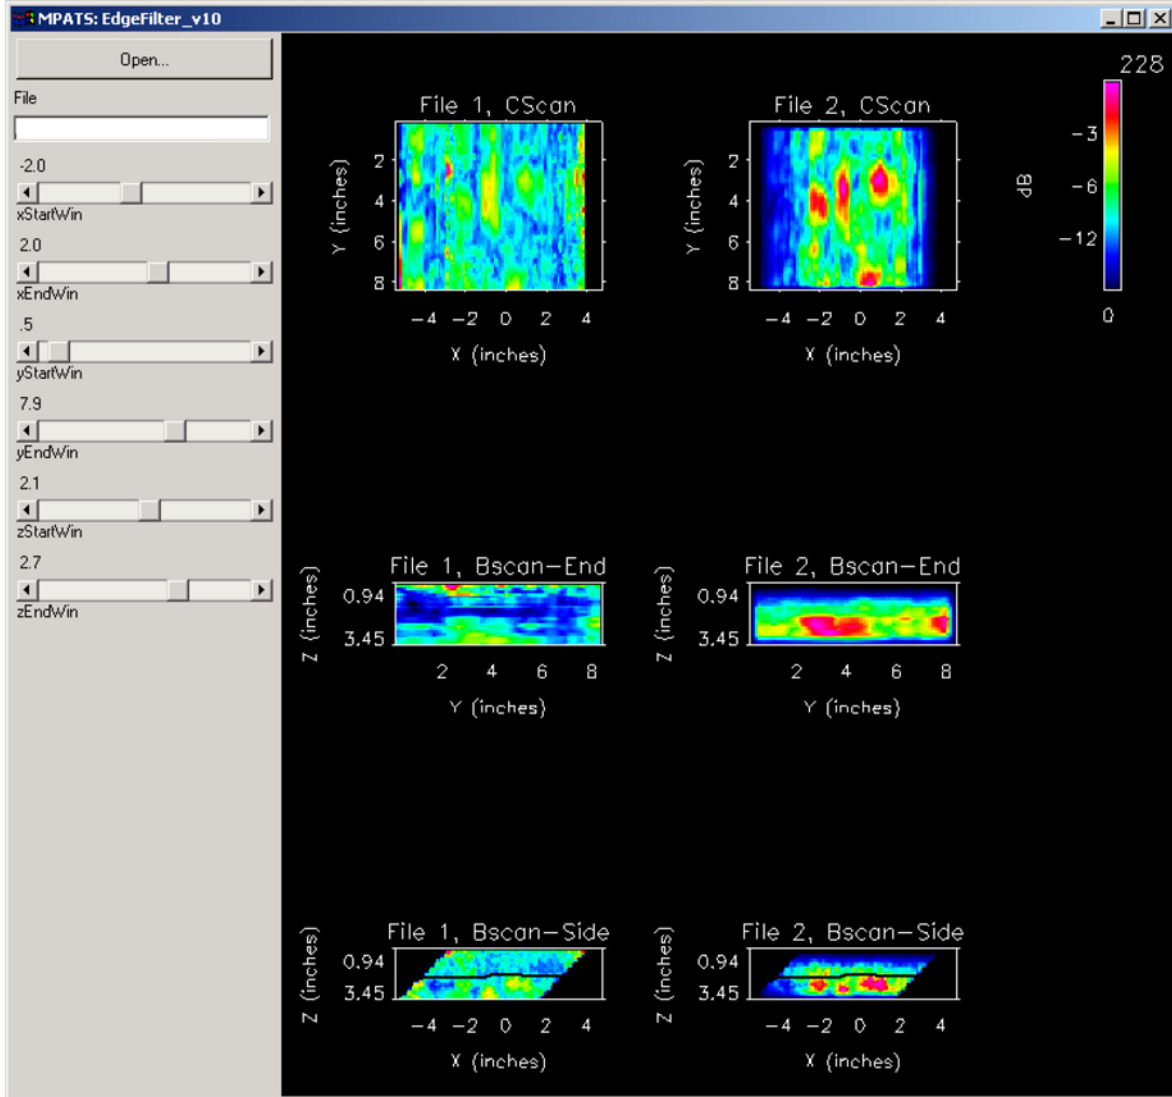 MPATS: EdgeFilter_v10
Open...
File
-2.0
xStartWin
2.0
xEndWin
.5
yStartWin
7.9
yEndWin
2.1
zStartWin
2.7
zEndWin
File 1, CScan
Y (inches)
2
4
6
8
-4 -2 0 2 4
X (inches)
File 2, CScan
Y (inches)
2
4
6
8
-4 -2 0 2 4
X (inches)
228
dB
-3
-6
-12
0
File 1, Bscan-End
Z (inches)
0.94
3.45
2 4 6 8
Y (inches)
File 2, Bscan-End
Z (inches)
0.94
3.45
2 4 6 8
Y (inches)
File 1, Bscan-Side
Z (inches)
0.94
3.45
-4 -2 0 2 4
X (inches)
File 2, Bscan-Side
Z (inches)
0.94
3.45
-4 -2 0 2 4
X (inches)